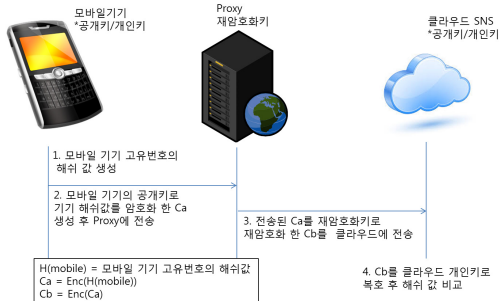 모바일기기
*공개키/개인키
Proxy
재암호화키
클라우드 SNS
*공개키/개인키
1. 모바일 기기 고유번호의
해쉬 값 생성
2. 모바일 기기의 공개키로
기기 해쉬값를 암호화 한 Ca
생성 후 Proxy에 전송
3. 전송된 Ca를 재암호화키로
재암호화 한 Cb를 클라우드에 전송
H(mobile) = 모바일 기기 고유번호의 해쉬값
Ca = Enc(H(mobile))
Cb = Enc(Ca)
4. Cb를 클라우드 개인키로
복호 후 해쉬 값 비교